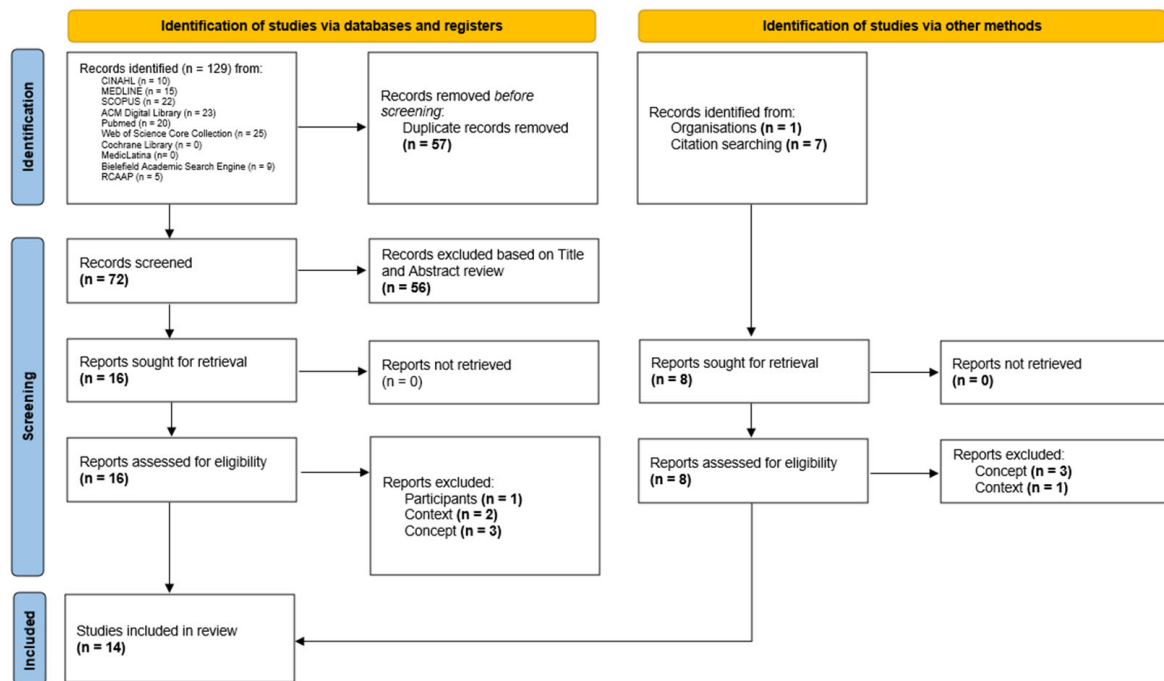 Identification of studies via databases and registers
Identification of studies via other methods
Identification
Records identified (n = 129) from:
CINAHL (n = 10)
MEDLINE (n = 15)
SCOPUS (n = 22)
ACM Digital Library (n = 23)
Pubmed (n = 20)
Web of Science Core Collection (n = 25)
Cochrane Library (n = 0)
MedicLatina (n= 0)
Bielefield Academic Search Engine (n = 9)
RCAAP (n = 5)
Records removed before
screening:
Duplicate records removed
(n = 57)
Records identified from:
Organisations (n = 1)
Citation searching (n = 7)
Screening
Records screened
(n = 72)
Records excluded based on Title
and Abstract review
(n = 56)
Reports sought for retrieval
(n = 16)
Reports not retrieved
(n = 0)
Reports sought for retrieval
(n = 8)
Reports not retrieved
(n = 0)
Reports assessed for eligibility
(n = 16)
Reports excluded:
Participants (n = 1)
Context (n = 2)
Concept (n = 3)
Reports assessed for eligibility
(n = 8)
Reports excluded:
Concept (n = 3)
Context (n = 1)
Included
Studies included in review
(n = 14)